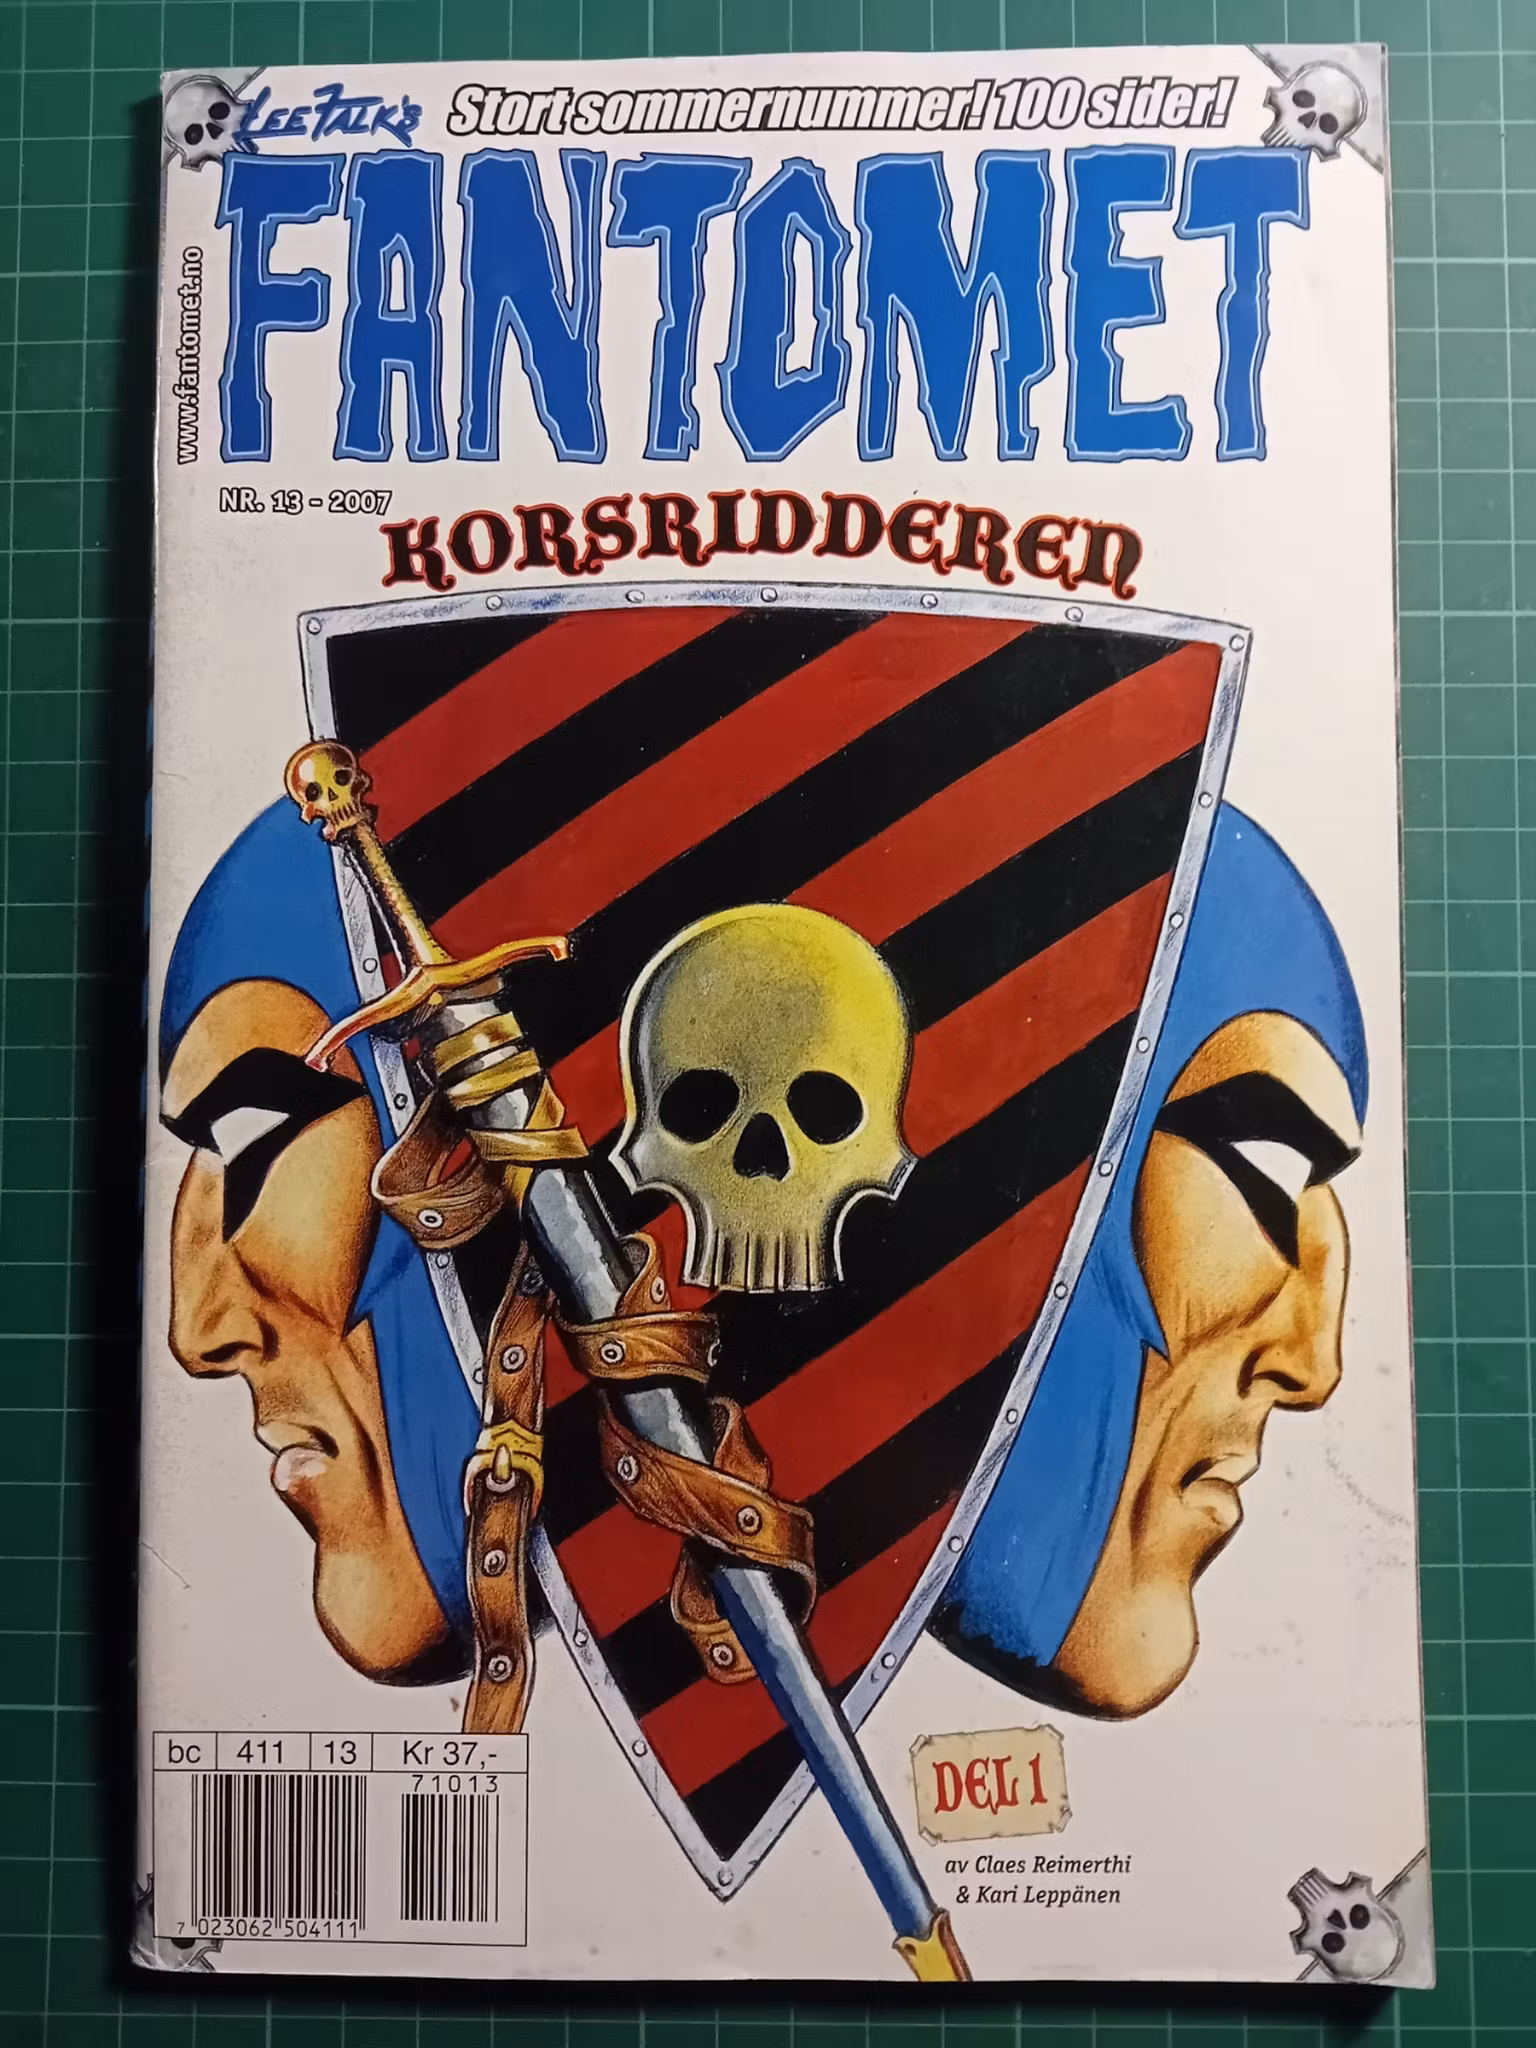 LEE FALK's
Stort sommernummer! 100 sider!
FANTOMET
www.fantomet.no
NR. 13 - 2007
KORSRIDDEREN
DEL 1
av Claes Reimerthi
& Kari Leppänen
bc 411 13 Kr 37,-
71013
7 023062 504111